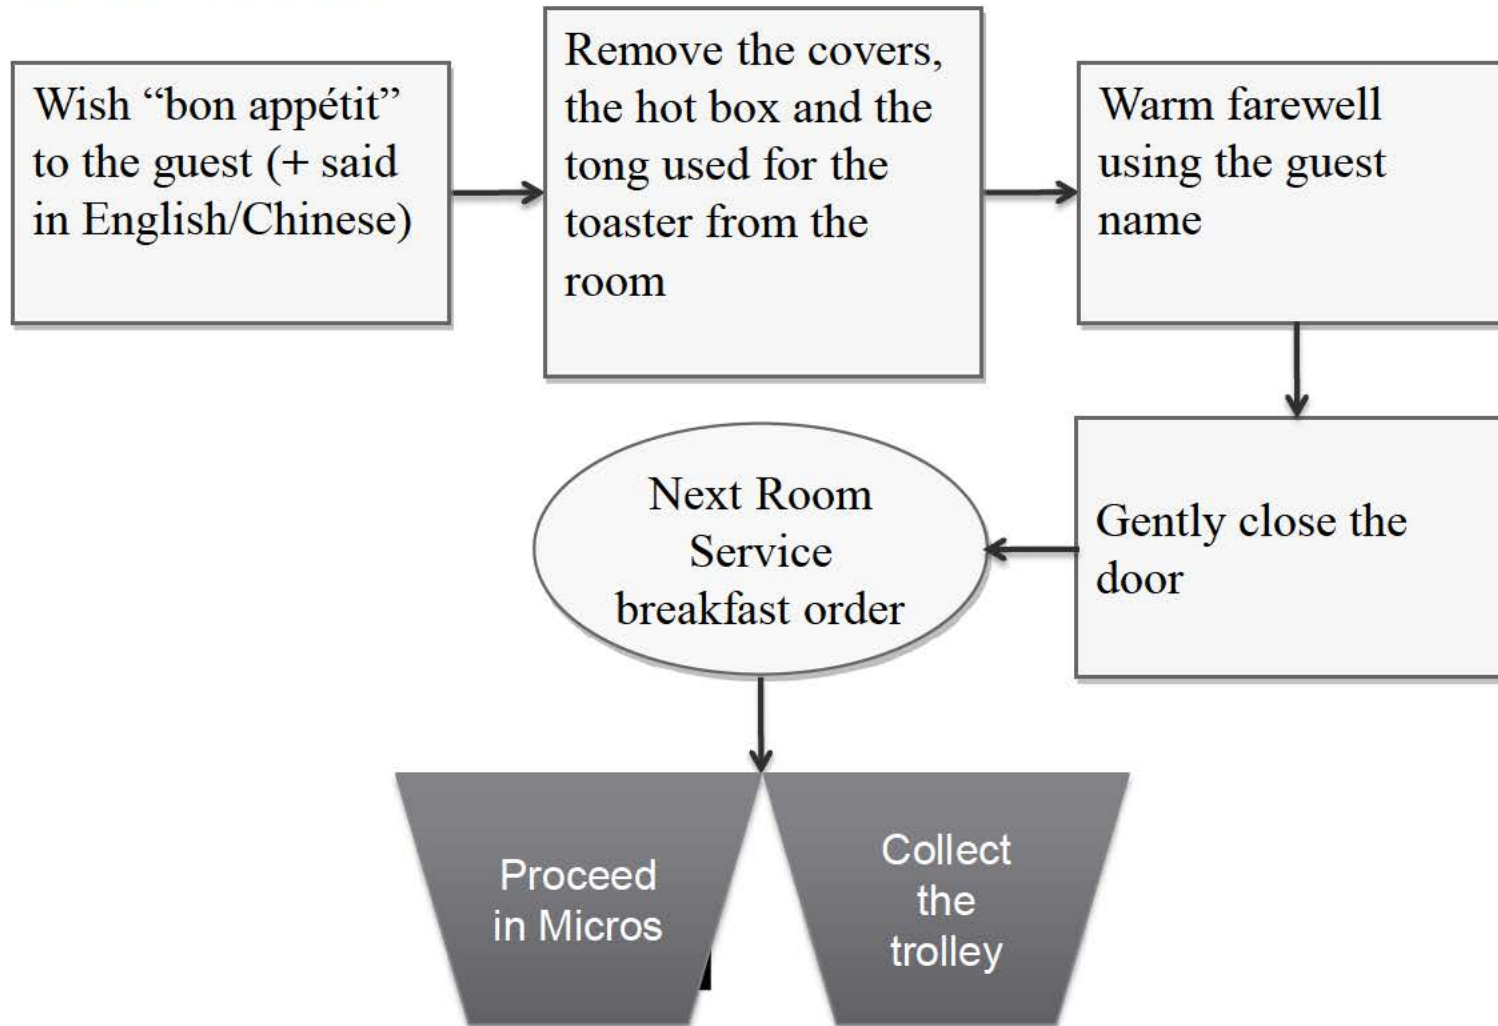 Wish “bon appétit”
to the guest (+ said
in English/Chinese)
Remove the covers,
the hot box and the
tong used for the
toaster from the
room
Warm farewell
using the guest
name
Gently close the
door
Next Room
Service
breakfast order
Proceed
in Micros
Collect
the
trolley